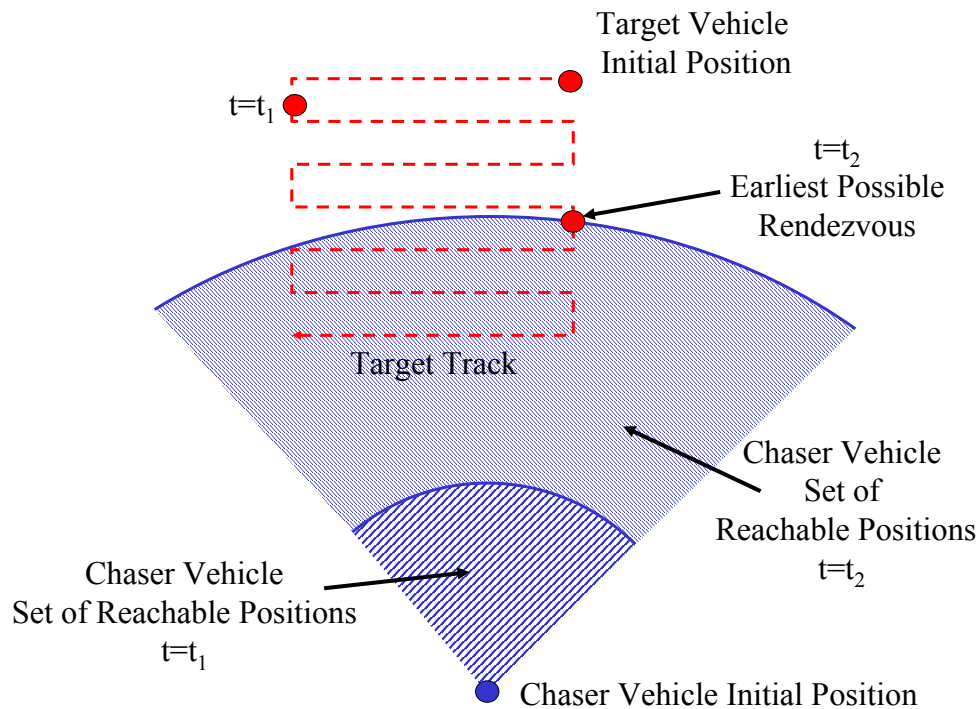 Target Vehicle
Initial Position
t=t₁
t=t₂
Earliest Possible
Rendezvous
Target Track
Chaser Vehicle
Set of
Reachable Positions
t=t₂
Chaser Vehicle
Set of Reachable Positions
t=t₁
Chaser Vehicle Initial Position